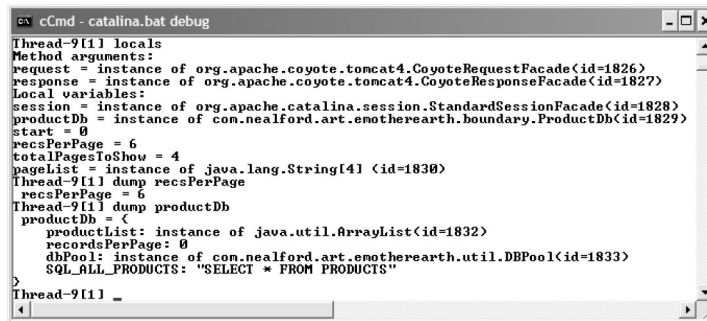 cCmd - catalina.bat debug
Thread-9[1] locals
Method arguments:
request = instance of org.apache.coyote.tomcat4.CoyoteRequestFacade(id=1826)
response = instance of org.apache.coyote.tomcat4.CoyoteResponseFacade(id=1827)
Local variables:
session = instance of org.apache.catalina.session.StandardSessionFacade(id=1828)
productDb = instance of com.nealford.art.emotherearth.boundary.ProductDb(id=1829)
start = 0
recsPerPage = 6
totalPagesToShow = 4
pageList = instance of java.lang.String[4] (id=1830)
Thread-9[1] dump recsPerPage
 recsPerPage = 6
Thread-9[1] dump productDb
 productDb = {
    productList: instance of java.util.ArrayList(id=1832)
    recordsPerPage: 0
    dbPool: instance of com.nealford.art.emotherearth.util.DBPool(id=1833)
    SQL_ALL_PRODUCTS: "SELECT * FROM PRODUCTS"
}
Thread-9[1] _